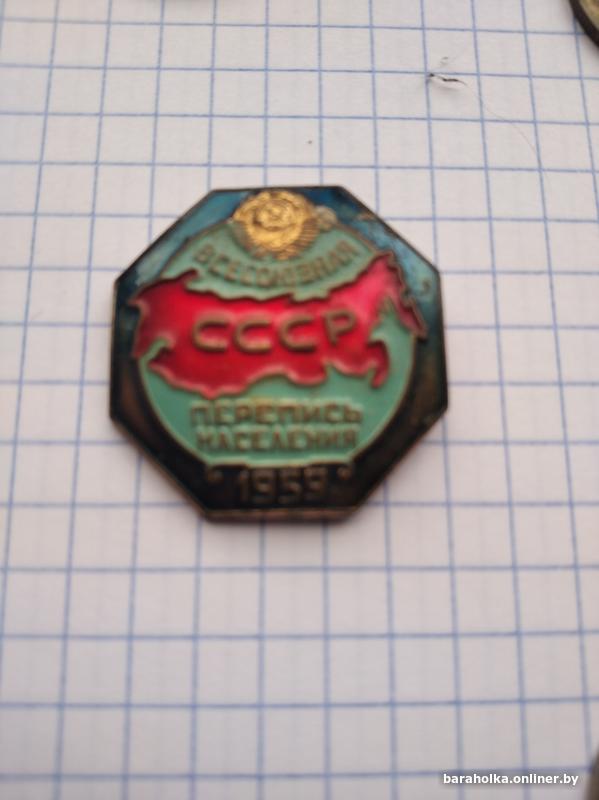 ВСЕСОЮЗНАЯ
СССР
ПЕРЕПИСЬ
НАСЕЛЕНИЯ
1959
baraholka.onliner.by